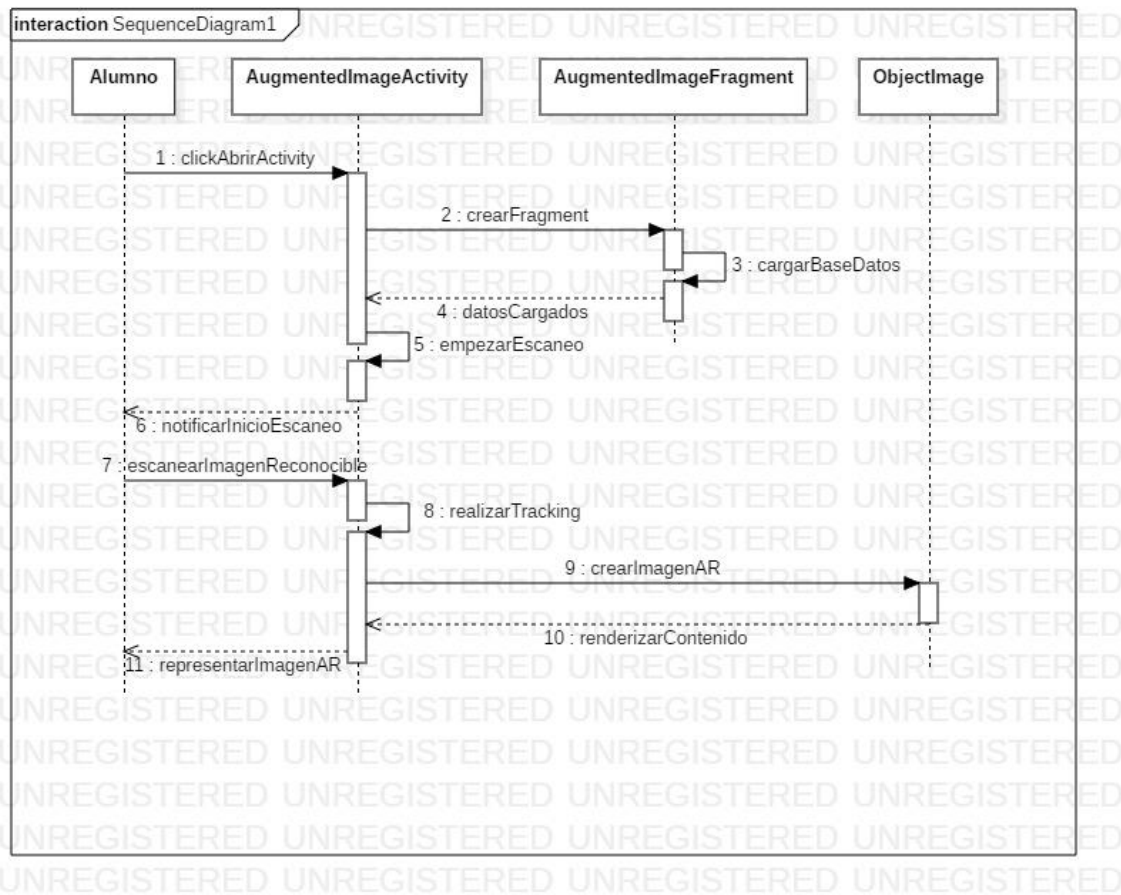 interaction SequenceDiagram1
Alumno
AugmentedImageActivity
AugmentedImageFragment
ObjectImage
1 : clickAbrirActivity
2 : crearFragment
3 : cargarBaseDatos
4 : datosCargados
5 : empezarEscaneo
6 : notificarInicioEscaneo
7 : escanearImagenReconocible
8 : realizarTracking
9 : crearImagenAR
10 : renderizarContenido
11 : representarImagenAR
UNREGISTERED